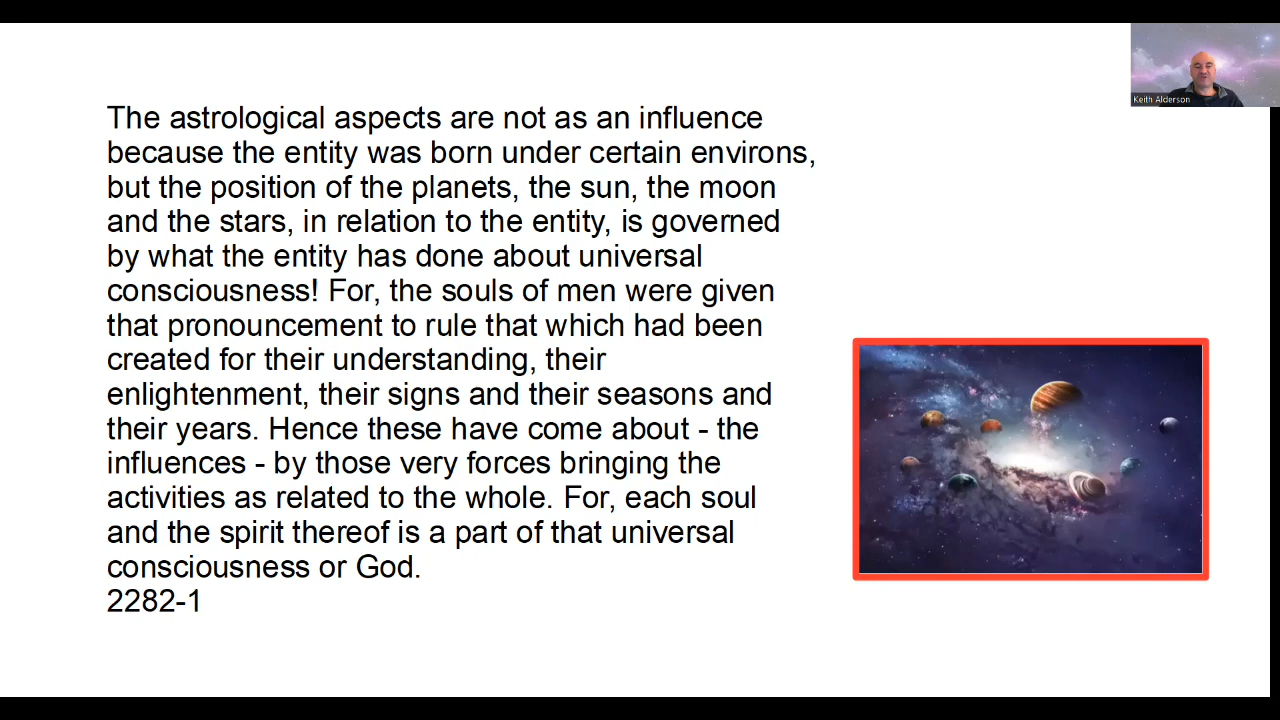 Keith Alderson
The astrological aspects are not as an influence
because the entity was born under certain environs,
but the position of the planets, the sun, the moon
and the stars, in relation to the entity, is governed
by what the entity has done about universal
consciousness! For, the souls of men were given
that pronouncement to rule that which had been
created for their understanding, their
enlightenment, their signs and their seasons and
their years. Hence these have come about - the
influences - by those very forces bringing the
activities as related to the whole. For, each soul
and the spirit thereof is a part of that universal
consciousness or God.
2282-1